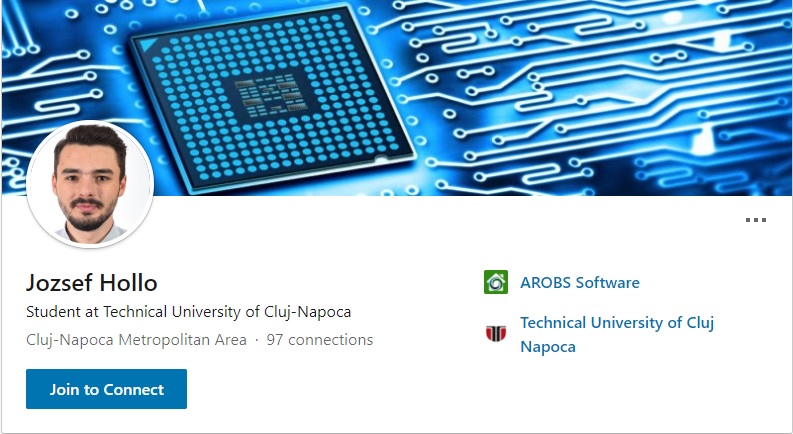 Jozsef Hollo
Student at Technical University of Cluj-Napoca
Cluj-Napoca Metropolitan Area · 97 connections
Join to Connect
AROBS Software
Technical University of Cluj
Napoca